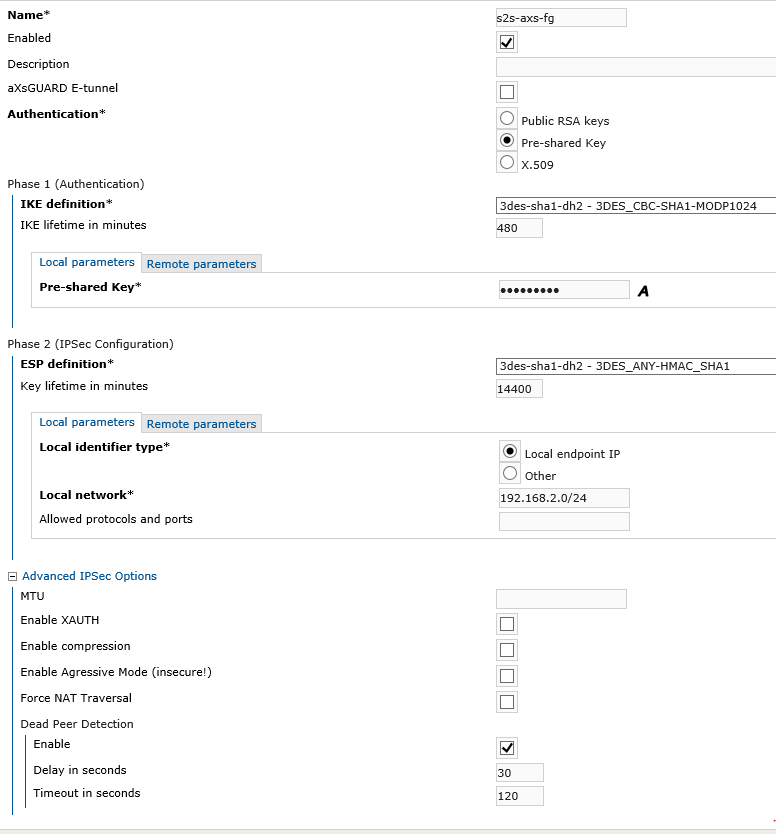 Name* s2s-axs-fg
Enabled
Description
aXsGUARD E-tunnel
Authentication*
Public RSA keys
Pre-shared Key
X.509
Phase 1 (Authentication)
IKE definition* 3des-sha1-dh2 - 3DES_CBC-SHA1-MODP1024
IKE lifetime in minutes 480
Local parameters Remote parameters
Pre-shared Key* ●●●●●●●●● A
Phase 2 (IPSec Configuration)
ESP definition* 3des-sha1-dh2 - 3DES_ANY-HMAC_SHA1
Key lifetime in minutes 14400
Local parameters Remote parameters
Local identifier type* Local endpoint IP
Other
Local network* 192.168.2.0/24
Allowed protocols and ports
Advanced IPSec Options
MTU
Enable XAUTH
Enable compression
Enable Agressive Mode (insecure!)
Force NAT Traversal
Dead Peer Detection
Enable
Delay in seconds 30
Timeout in seconds 120